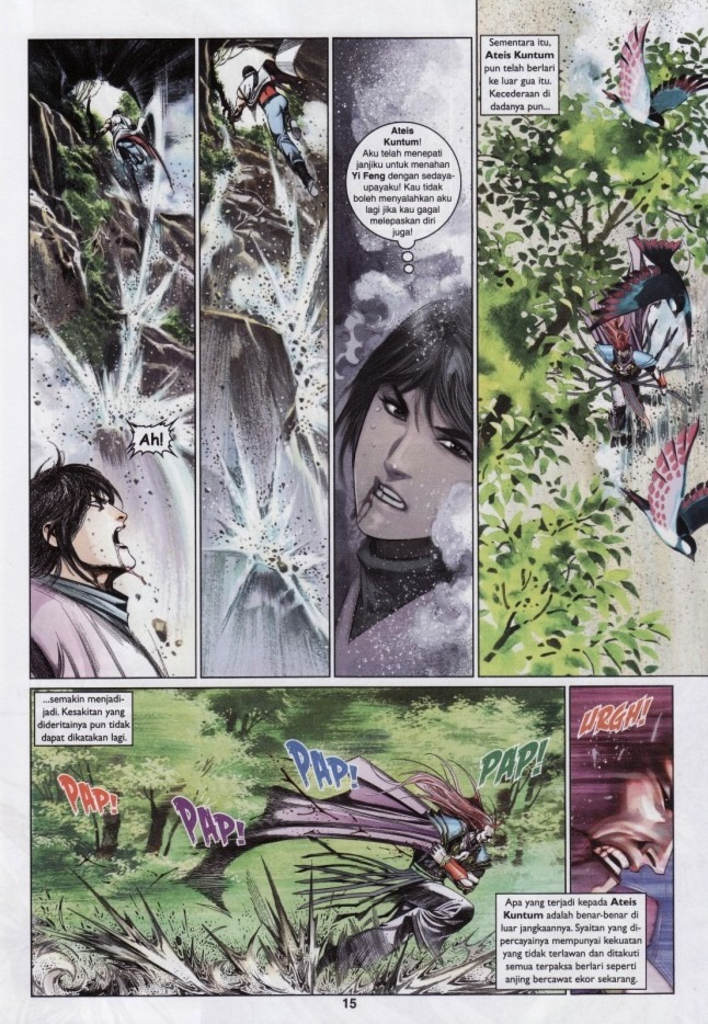 Ah!
Ateis
Kuntum!
Aku telah menepati
janjiku untuk menahan
Yi Feng dengan sedaya-
upayaku! Kau tidak
boleh menyalahkan aku
lagi jika kau gagal
melepaskan diri
juga!
Sementara itu,
Ateis Kuntum
pun telah berlari
ke luar gua itu.
Kecederaan di
dadanya pun...
...semakin menjadi-
jadi. Kesakitan yang
dideritainya pun tidak
dapat dikatakan lagi.
PAP!
PAP!
PAP!
PAP!
URGH!
Apa yang terjadi kepada Ateis
Kuntum adalah benar-benar di
luar jangkaannya. Syaitan yang di-
percayainya mempunyai kekuatan
yang tidak terlawan dan ditakuti
semua terpaksa berlari seperti
anjing bercawat ekor sekarang.
15